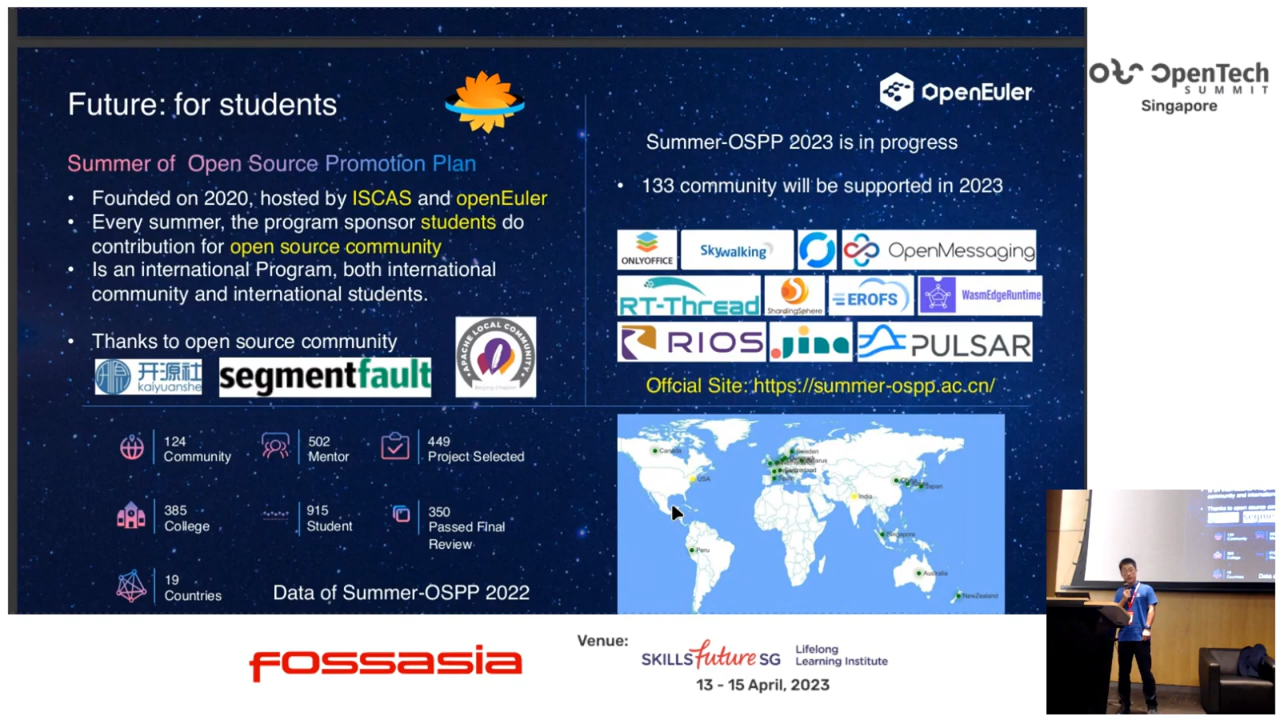 Future: for students
OpenEuler
Summer of Open Source Promotion Plan
• Founded on 2020, hosted by ISCAS and openEuler
• Every summer, the program sponsor students do
contribution for open source community
• Is an international Program, both international
community and international students.
• Thanks to open source community
开源社
kaiyuanshe
segmentfault
APACHE LOCAL COMMUNITY
Summer-OSPP 2023 is in progress
• 133 community will be supported in 2023
ONLYOFFICE
Skywalking
OpenMessaging
RT-Thread
ShardingSphere
EROFS
WasmEdgeRuntime
RIOS
.jina
PULSAR
Offcial Site: https://summer-ospp.ac.cn/
124
Community
502
Mentor
449
Project Selected
385
College
915
Student
350
Passed Final
Review
19
Countries
Data of Summer-OSPP 2022
Canada
USA
Peru
Sweden
India
Japan
Singapore
Australia
NewZealand
OpenTech
SUMMIT
Singapore
fossasia
Venue:
SKILLS future SG
Lifelong
Learning Institute
13 - 15 April, 2023